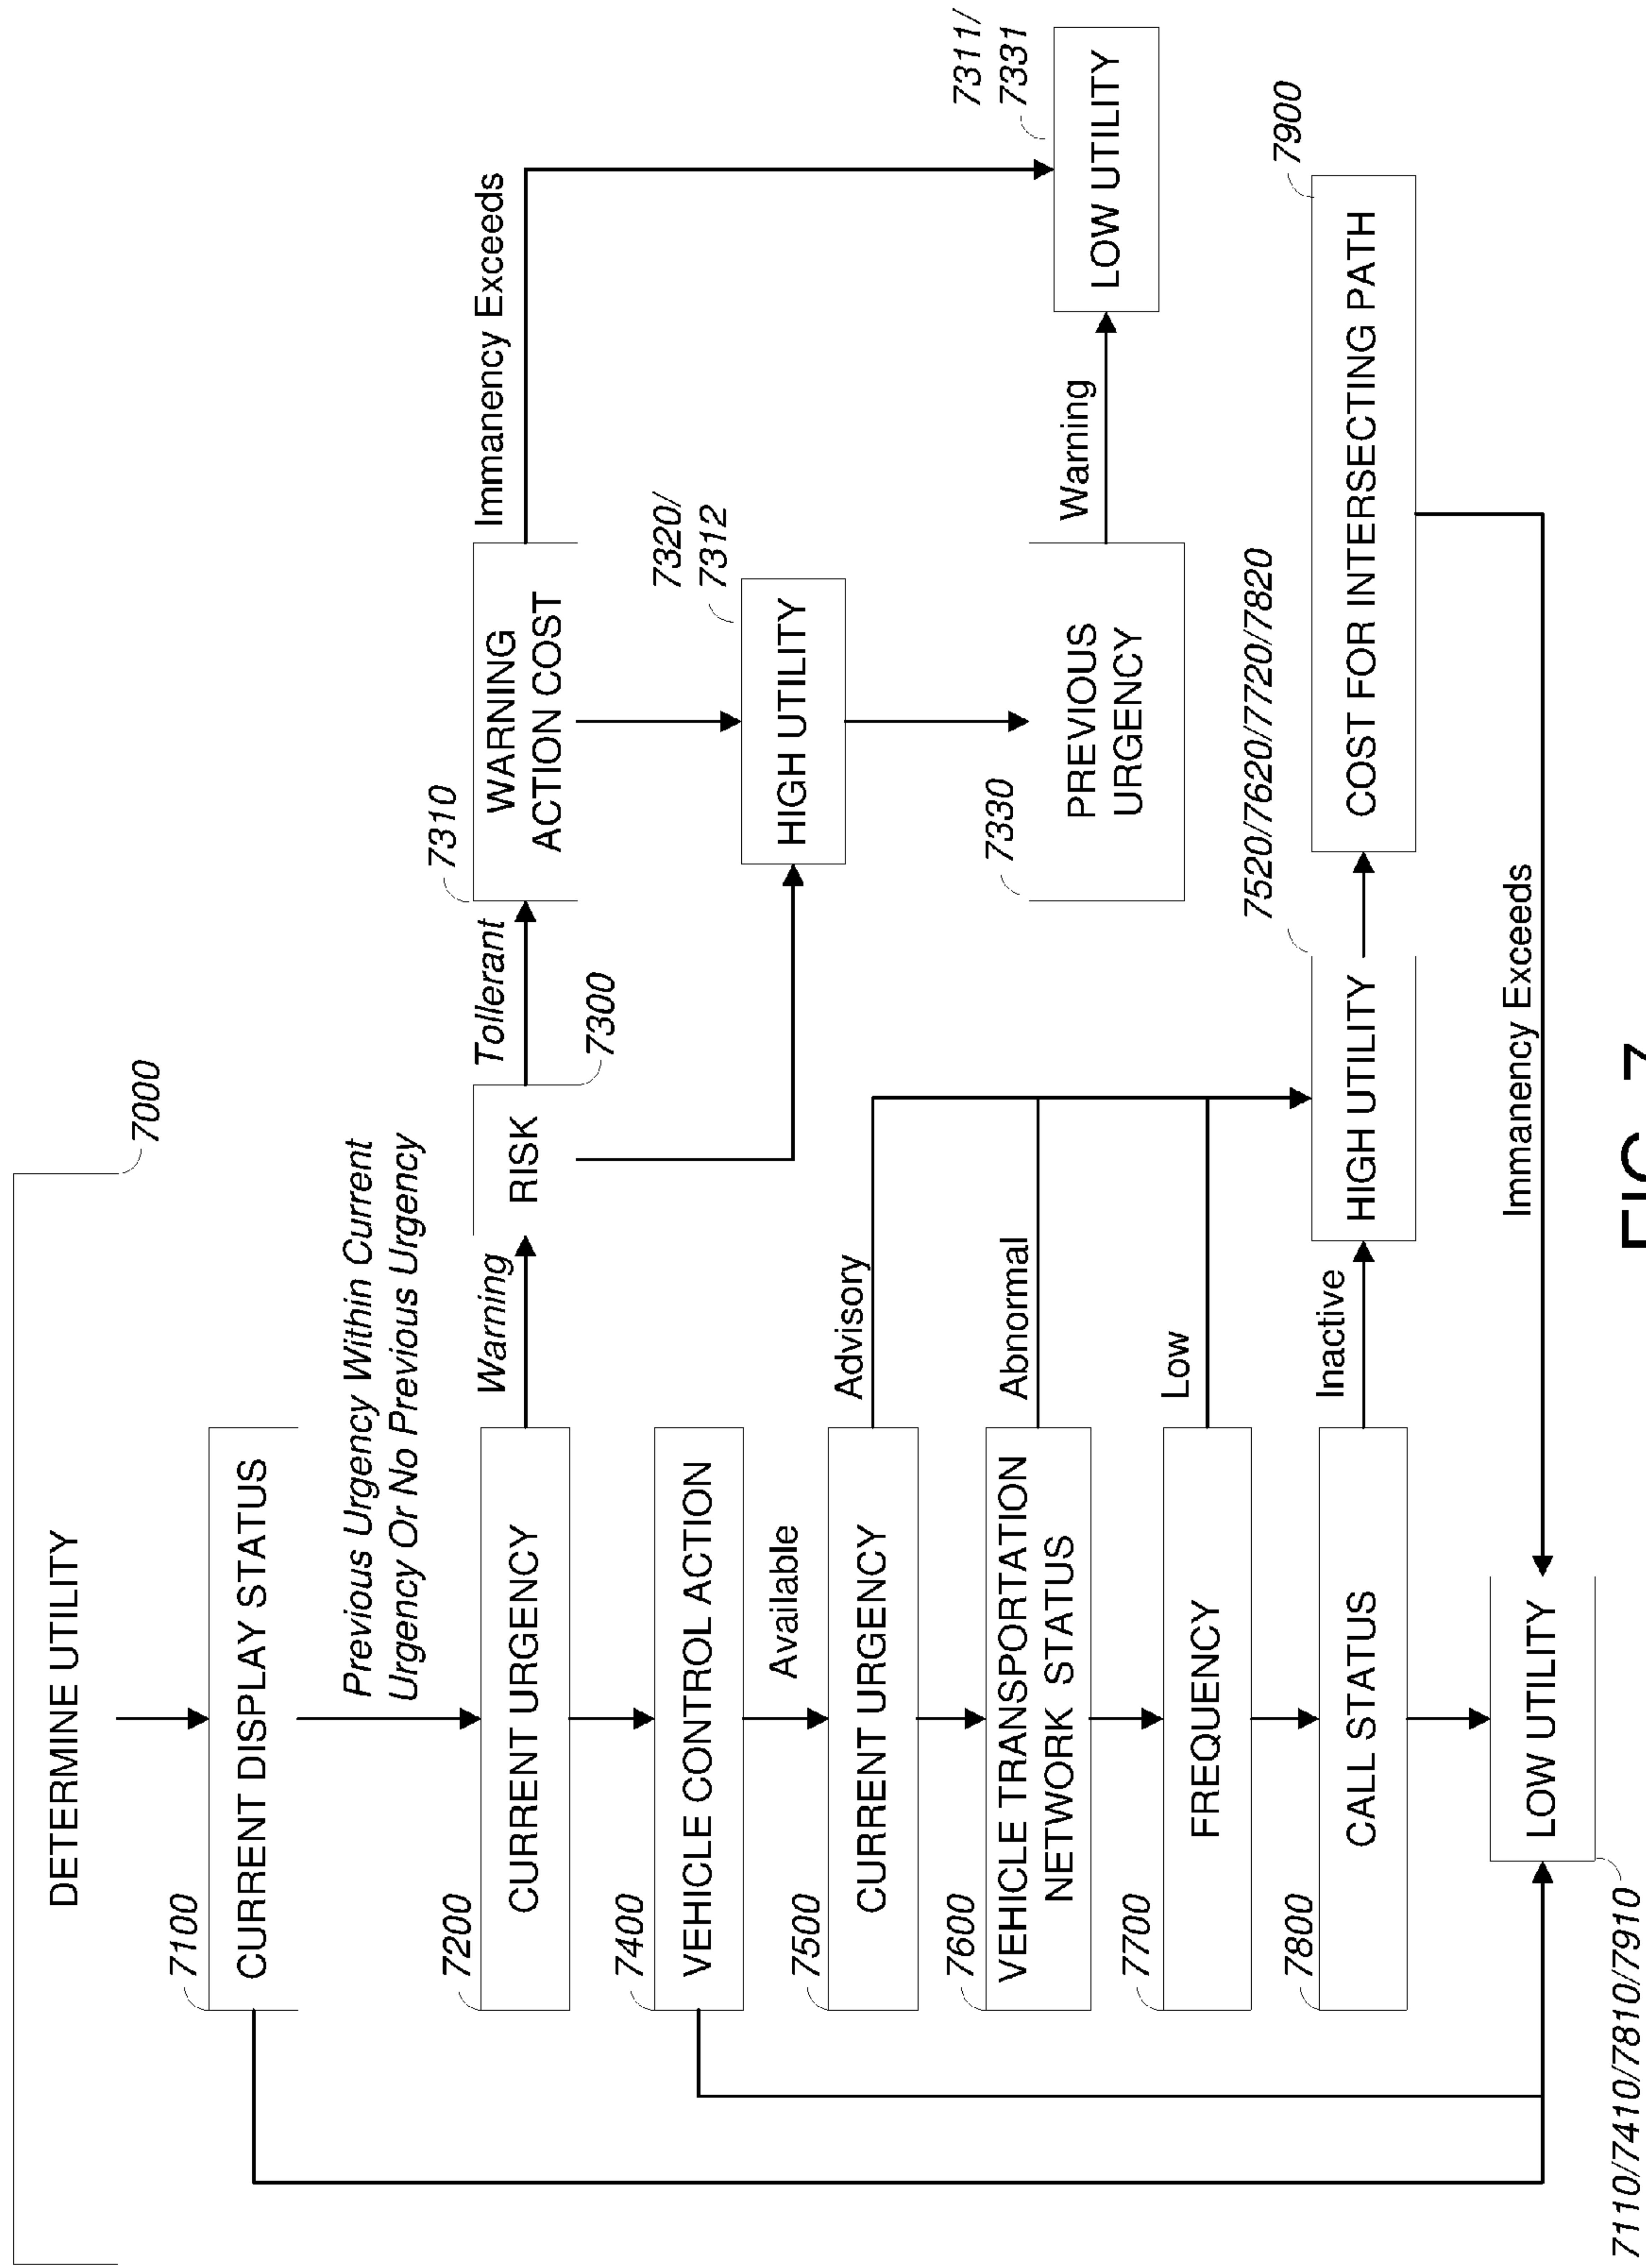 DETERMINE UTILITY
7000
7100
CURRENT DISPLAY STATUS
Previous Urgency Within Current
Urgency Or No Previous Urgency
7200
CURRENT URGENCY
Warning
RISK
7300
Tollerant
7310
WARNING
ACTION COST
Immanency Exceeds
7400
VEHICLE CONTROL ACTION
7320/
7312
HIGH UTILITY
Available
7500
CURRENT URGENCY
Advisory
7600
VEHICLE TRANSPORTATION
NETWORK STATUS
Abnormal
7330
PREVIOUS
URGENCY
Warning
7311/
7331
LOW UTILITY
7700
FREQUENCY
Low
7800
CALL STATUS
Inactive
7520/7620/7720/7820
HIGH UTILITY
7900
COST FOR INTERSECTING PATH
Immanency Exceeds
LOW UTILITY
7110/7410/7810/7910
FIG. 7